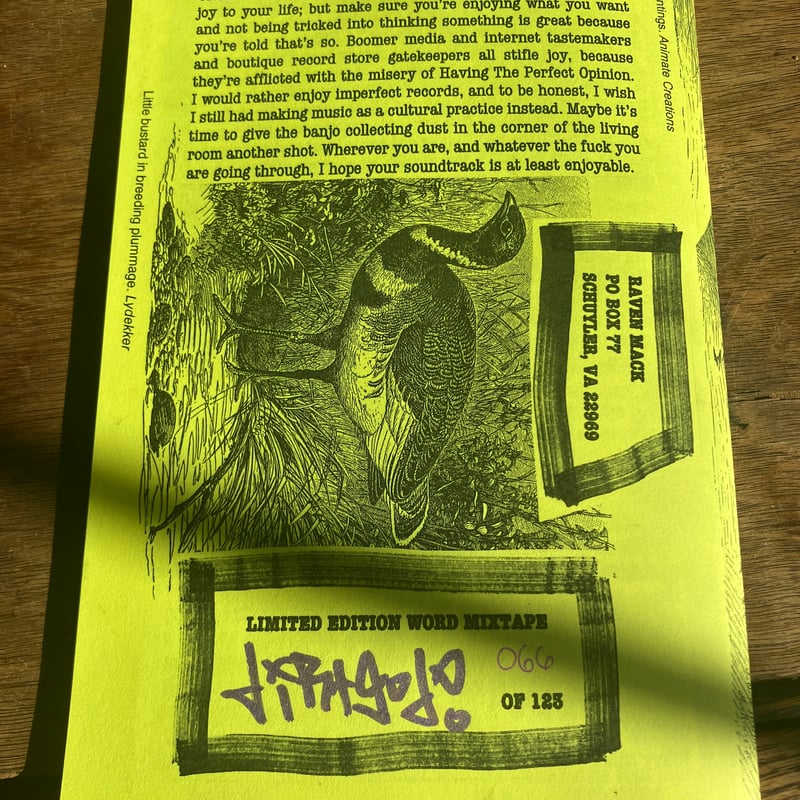 joy to your life; but make sure you're enjoying what you want
and not being tricked into thinking something is great because
you're told that's so. Boomer media and internet tastemakers
and boutique record store gatekeepers all stifle joy, because
they're afflicted with the misery of Having The Perfect Opinion.
I would rather enjoy imperfect records, and to be honest, I wish
I still had making music as a cultural practice instead. Maybe it's
time to give the banjo collecting dust in the corner of the living
room another shot. Wherever you are, and whatever the fuck you
are going through, I hope your soundtrack is at least enjoyable.
Animate Creations
Little bustard in breeding plummage. Lydekker
RAVEN MACK
PO BOX 77
SCHUYLER, VA 22969
LIMITED EDITION WORD MIXTAPE
066
OF 123